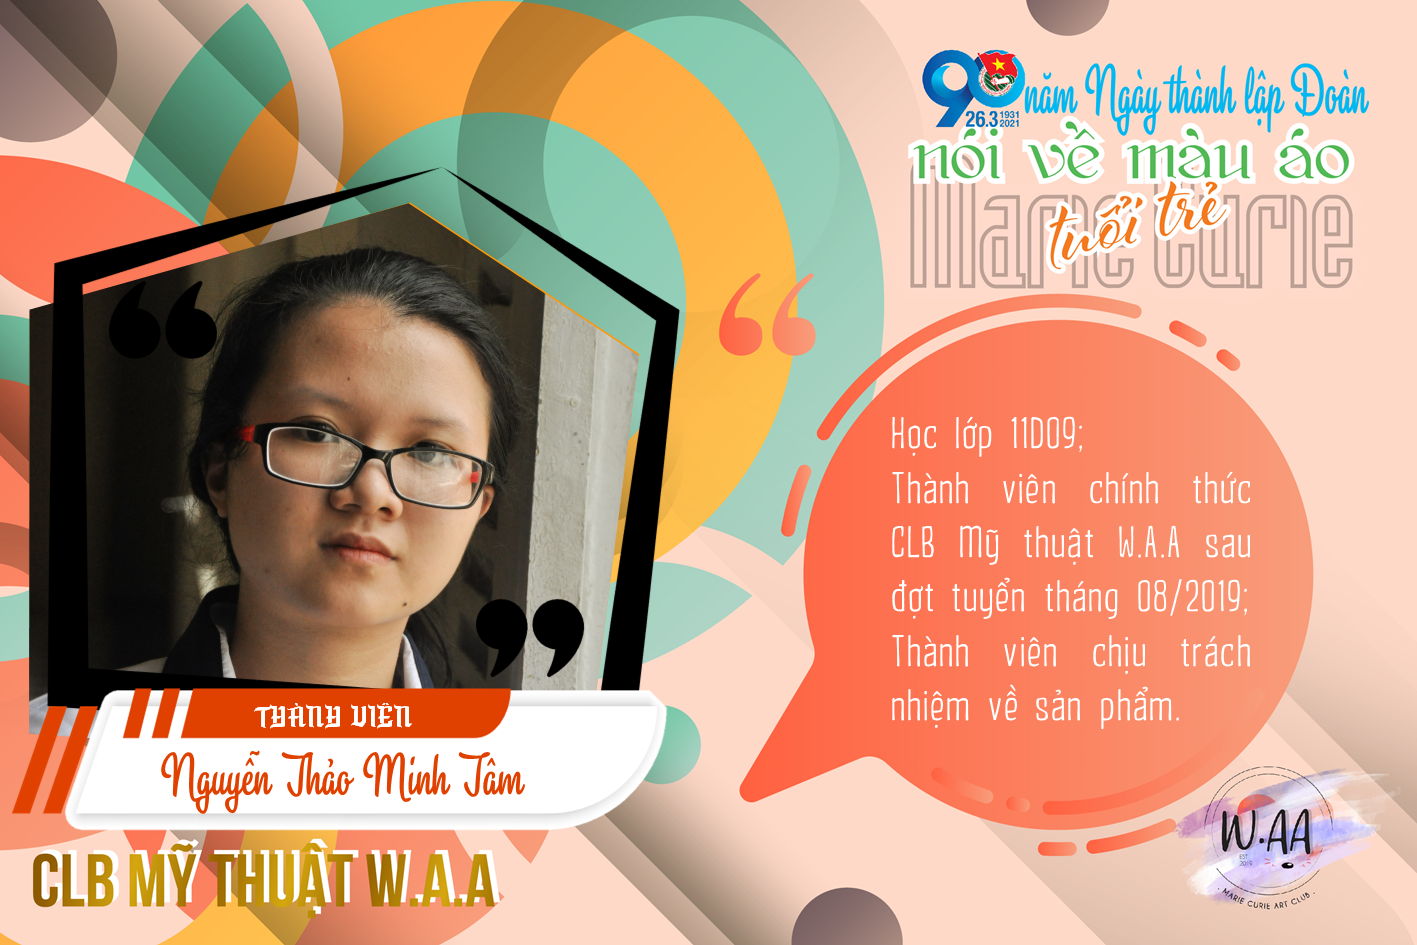 90 năm Ngày thành lập Đoàn
26.3 1931 2021
nói về màu áo
tuổi trẻ
Marie Curie
Học lớp 11D09;
Thành viên chính thức
CLB Mỹ thuật W.A.A sau
đợt tuyển tháng 08/2019;
Thành viên chịu trách
nhiệm về sản phẩm.
THÀNH VIÊN
Nguyễn Thảo Minh Tâm
CLB MỸ THUẬT W.A.A
W.AA
EST
MARIE CURIE ART CLUB